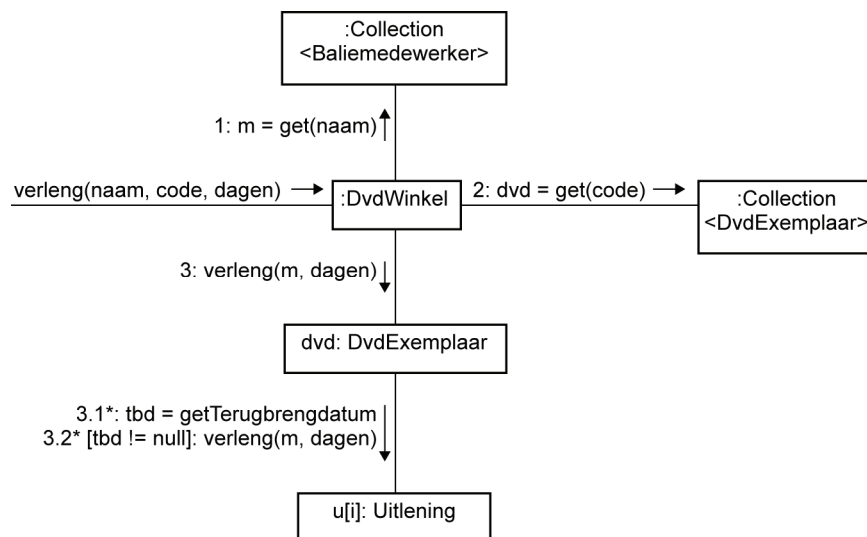 :Collection
<Baliemedewerker>
1: m = get(naam)
verleng(naam, code, dagen)
:DvdWinkel
2: dvd = get(code)
:Collection
<DvdExemplaar>
3: verleng(m, dagen)
dvd: DvdExemplaar
3.1*: tbd = getTerugbrengdatum
3.2* [tbd != null]: verleng(m, dagen)
u[i]: Uitlening